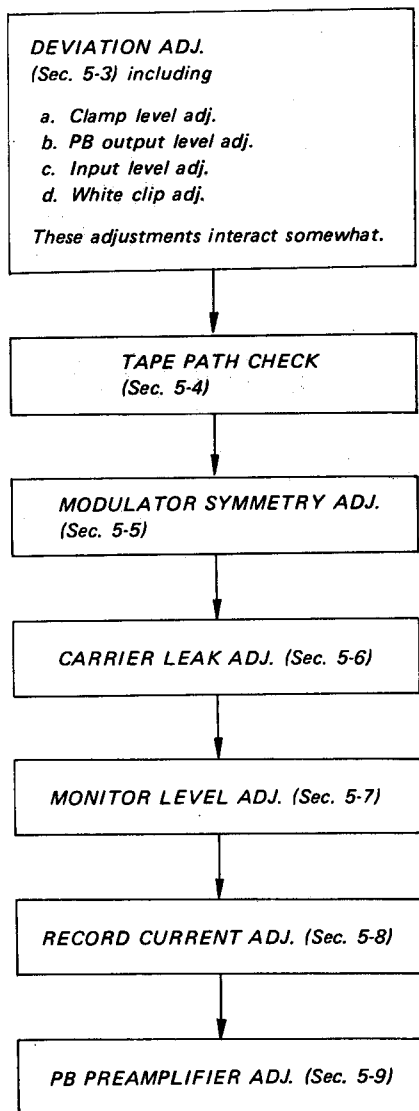 DEVIATION ADJ.
(Sec. 5-3) including
a. Clamp level adj.
b. PB output level adj.
c. Input level adj.
d. White clip adj.
These adjustments interact somewhat.
TAPE PATH CHECK
(Sec. 5-4)
MODULATOR SYMMETRY ADJ.
(Sec. 5-5)
CARRIER LEAK ADJ. (Sec. 5-6)
MONITOR LEVEL ADJ. (Sec. 5-7)
RECORD CURRENT ADJ. (Sec. 5-8)
PB PREAMPLIFIER ADJ. (Sec. 5-9)